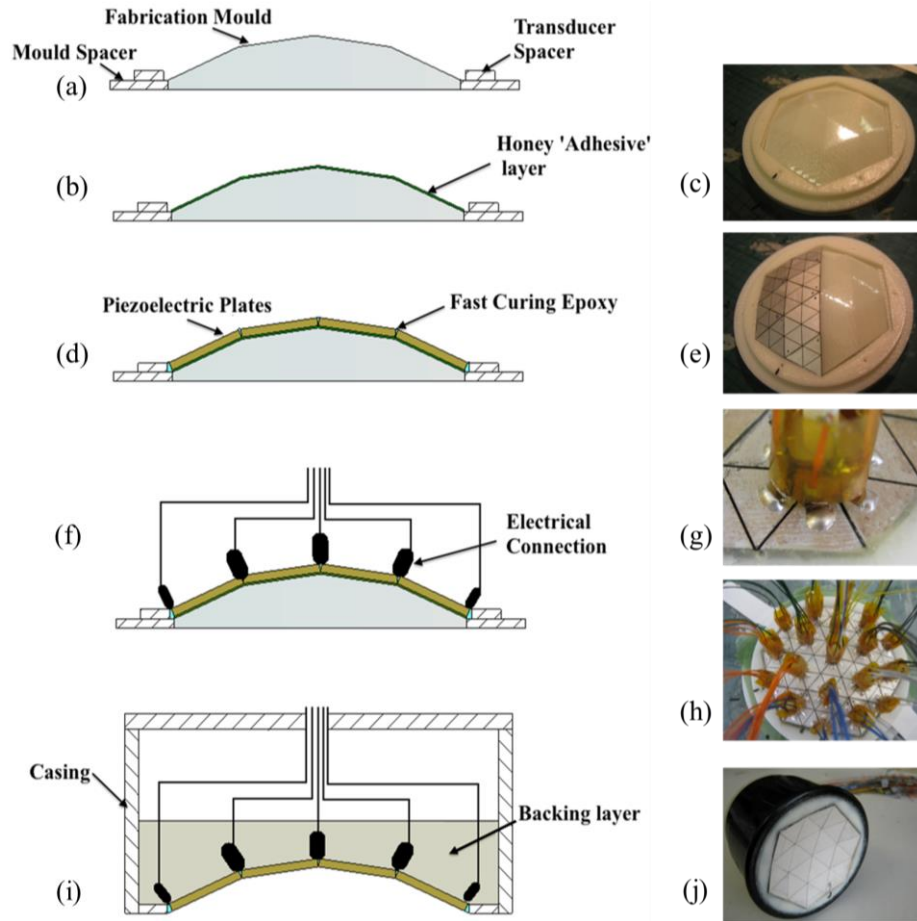 Fabrication Mould
Mould Spacer
Transducer
Spacer
(a)
Honey 'Adhesive'
layer
(b)
(c)
Piezoelectric Plates
Fast Curing Epoxy
(d)
(e)
Electrical
Connection
(f)
(g)
(h)
Casing
Backing layer
(i)
(j)